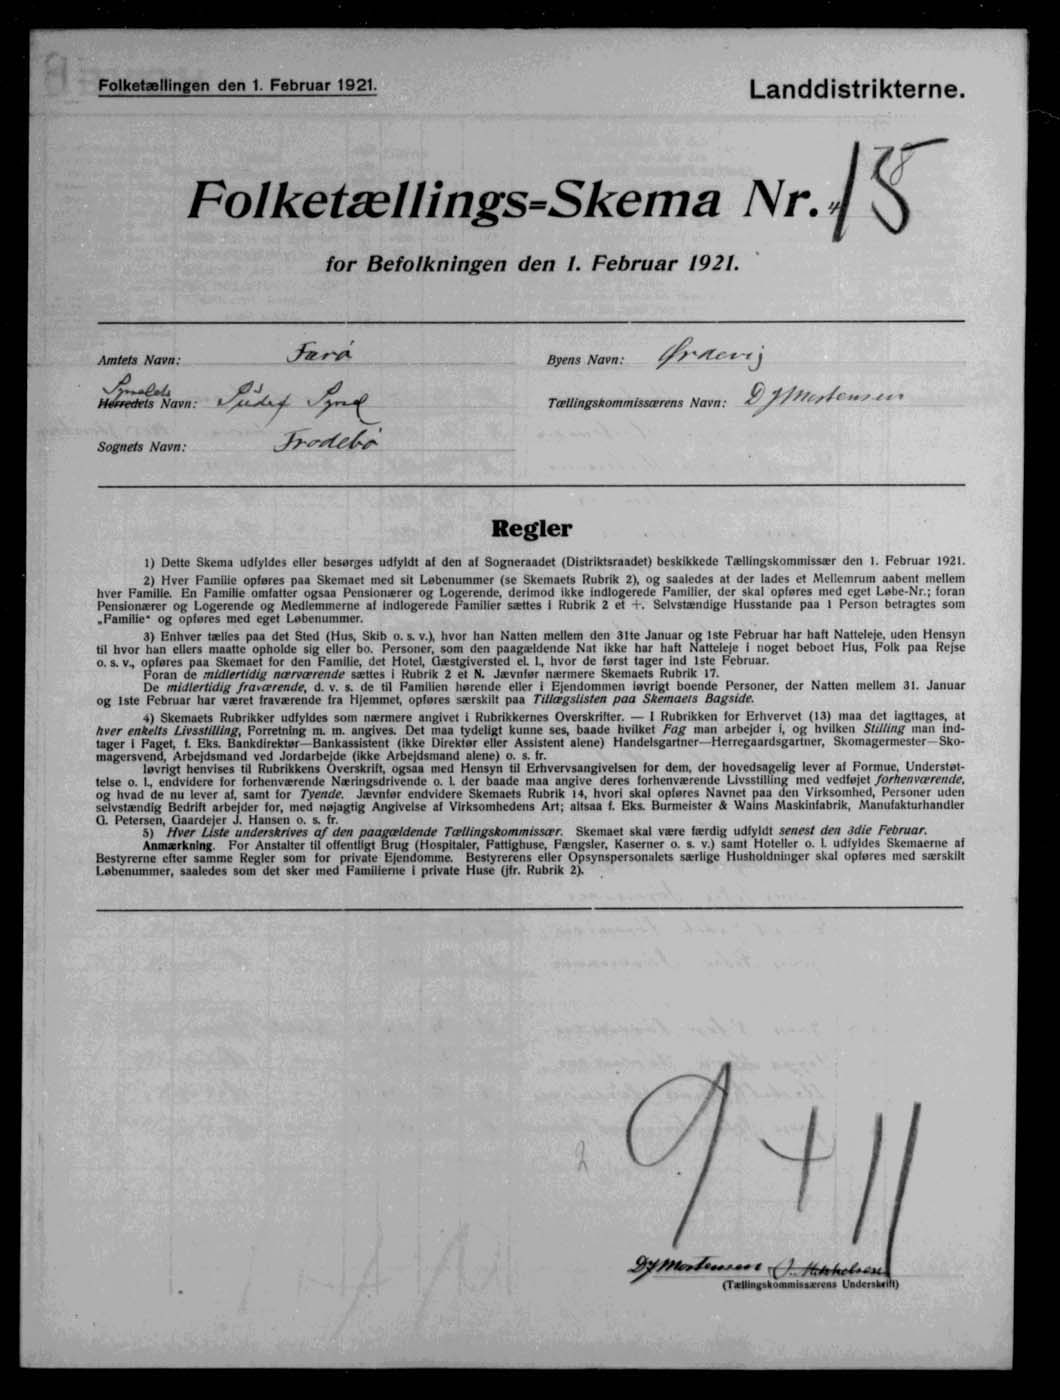 Folketællingen den 1. Februar 1921.
Landdistrikterne.
Folketællings=Skema Nr. 15
for Befolkningen den 1. Februar 1921.
Amtets Navn: Færø
Byens Navn: Ørdevig
Sysselets
Herredets Navn: Süderø Syssel
Tællingskommissærens Navn: D J Mortensen
Sognets Navn: Frodebø
Regler
1) Dette Skema udfyldes eller besørges udfyldt af den af Sogneraadet (Distriktsraadet) beskikkede Tællingskommissær den 1. Februar 1921.
2) Hver Familie opføres paa Skemaet med sit Løbenummer (se Skemaets Rubrik 2), og saaledes at der lades et Mellemrum aabent mellem
hver Familie. En Familie omfatter ogsaa Pensionærer og Logerende, derimod ikke indlogerede Familier, der skal opføres med eget Løbe-Nr.; foran
Pensionærer og Logerende og Medlemmerne af indlogerede Familier sættes i Rubrik 2 et +. Selvstændige Husstande paa 1 Person betragtes som
„Familie“ og opføres med eget Løbenummer.
3) Enhver tælles paa det Sted (Hus, Skib o. s. v.), hvor han Natten mellem den 31te Januar og 1ste Februar har haft Natteleje, uden Hensyn
til hvor han ellers maatte opholde sig eller bo. Personer, som den paagældende Nat ikke har haft Natteleje i noget beboet Hus, Folk paa Rejse
o. s. v., opføres paa Skemaet for den Familie, det Hotel, Gæstgiversted el. l., hvor de først tager ind 1ste Februar.
Foran de midlertidig nærværende sættes i Rubrik 2 et N. Jævnfør nærmere Skemaets Rubrik 17.
De midlertidig fraværende, d. v. s. de til Familien hørende eller i Ejendommen iøvrigt boende Personer, der Natten mellem 31. Januar
og 1ste Februar har været fraværende fra Hjemmet, opføres særskilt paa Tillægslisten paa Skemaets Bagside.
4) Skemaets Rubrikker udfyldes som nærmere angivet i Rubrikkernes Overskrifter. — I Rubrikken for Erhvervet (13) maa det iagttages, at
hver enkelts Livsstilling, Forretning m. m. angives. Det maa tydeligt kunne ses, baade hvilket Fag man arbejder i, og hvilken Stilling man ind-
tager i Faget, f. Eks. Bankdirektør—Bankassistent (ikke Direktør eller Assistent alene) Handelsgartner—Herregaardsgartner, Skomagermester—Sko-
magersvend, Arbejdsmand ved Jordarbejde (ikke Arbejdsmand alene) o. s. fr.
Iøvrigt henvises til Rubrikkens Overskrift, ogsaa med Hensyn til Erhvervsangivelsen for dem, der hovedsagelig lever af Formue, Understøt-
telse o. l., endvidere for forhenværende Næringsdrivende o. l. der baade maa angive deres forhenværende Livsstilling med vedføjet forhenværende,
og hvad de nu lever af, samt for Tyende. Jævnfør endvidere Skemaets Rubrik 14, hvori skal opføres Navnet paa den Virksomhed, Personer uden
selvstændig Bedrift arbejder for, med nøjagtig Angivelse af Virksomhedens Art; altsaa f. Eks. Burmeister & Wains Maskinfabrik, Manufakturhandler
G. Petersen, Gaardejer J. Hansen o. s. fr.
5) Hver Liste underskrives af den paagældende Tællingskommissær. Skemaet skal være færdig udfyldt senest den 3die Februar.
Anmærkning. For Anstalter til offentligt Brug (Hospitaler, Fattighuse, Fængsler, Kaserner o. s. v.) samt Hoteller o. l. udfyldes Skemaerne af
Bestyrerne efter samme Regler som for private Ejendomme. Bestyrerens eller Opsynspersonalets særlige Husholdninger skal opføres med særskilt
Løbenummer, saaledes som det sker med Familierne i private Huse (jfr. Rubrik 2).
2
9 + 11
D J Mortensen J. Mikkelsen
(Tællingskommissærens Underskrift)